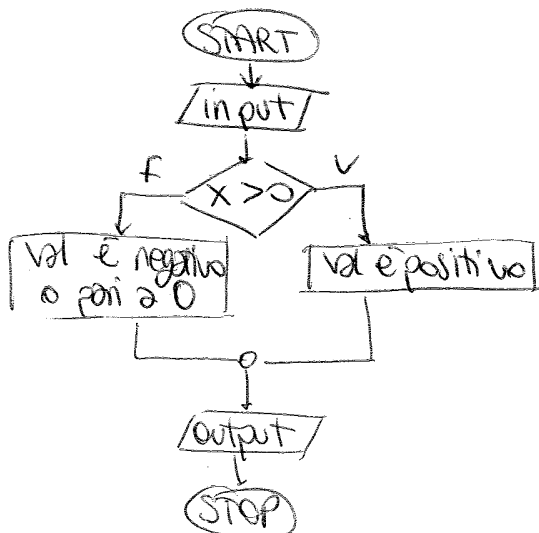 START
input
F
V
x > 0
val è negativo
o pari a 0
val è positivo
output
STOP